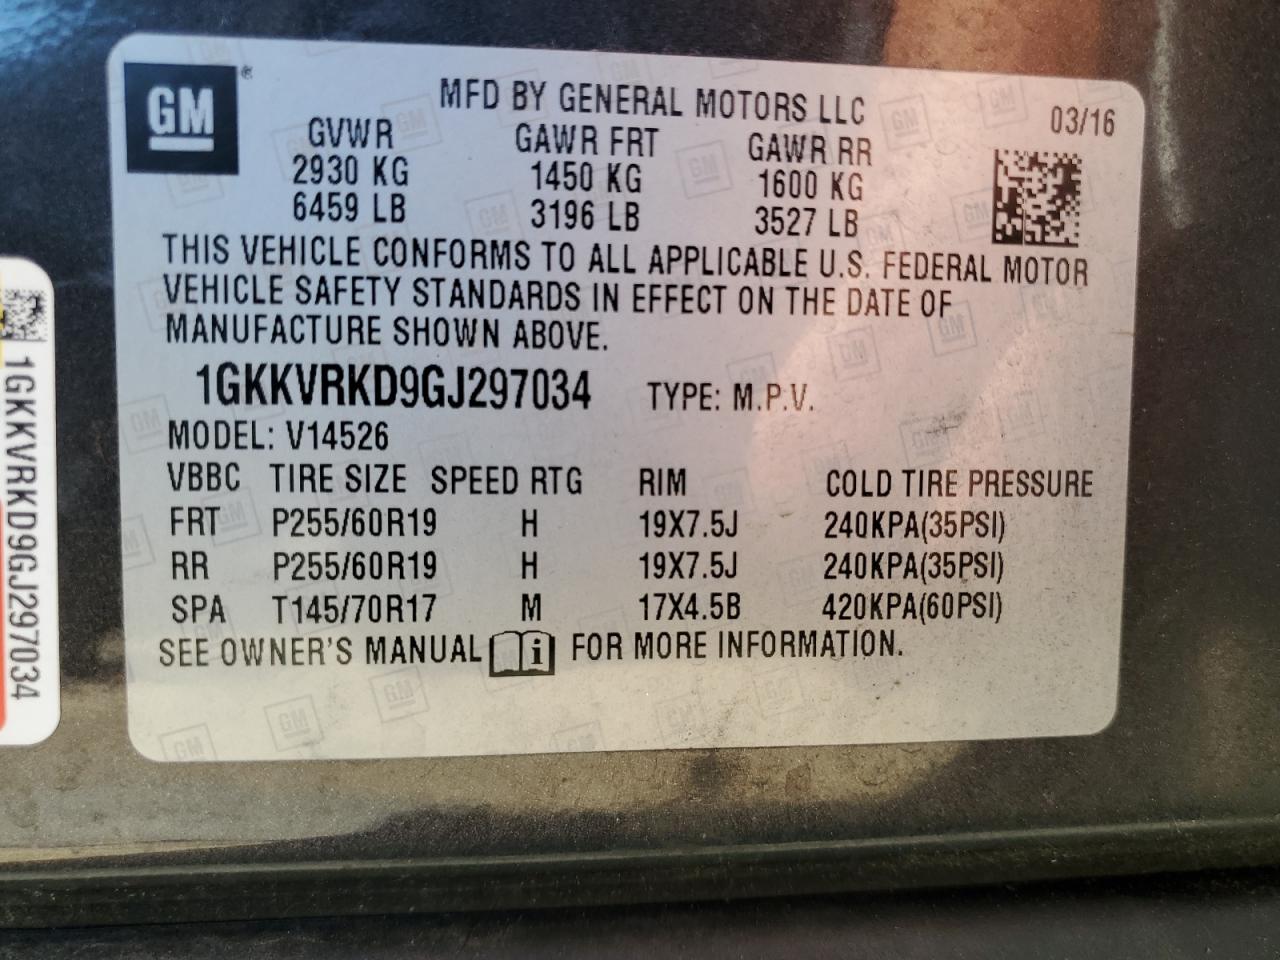 GM®
MFD BY GENERAL MOTORS LLC
03/16
GVWR GAWR FRT GAWR RR
2930 KG 1450 KG 1600 KG
6459 LB 3196 LB 3527 LB
THIS VEHICLE CONFORMS TO ALL APPLICABLE U.S. FEDERAL MOTOR
VEHICLE SAFETY STANDARDS IN EFFECT ON THE DATE OF
MANUFACTURE SHOWN ABOVE.
1GKKVRKD9GJ297034 TYPE: M.P.V.
MODEL: V14526
VBBC TIRE SIZE SPEED RTG RIM COLD TIRE PRESSURE
FRT P255/60R19 H 19X7.5J 240KPA(35PSI)
RR P255/60R19 H 19X7.5J 240KPA(35PSI)
SPA T145/70R17 M 17X4.5B 420KPA(60PSI)
SEE OWNER'S MANUAL i FOR MORE INFORMATION.
1GKKVRKD9GJ297034